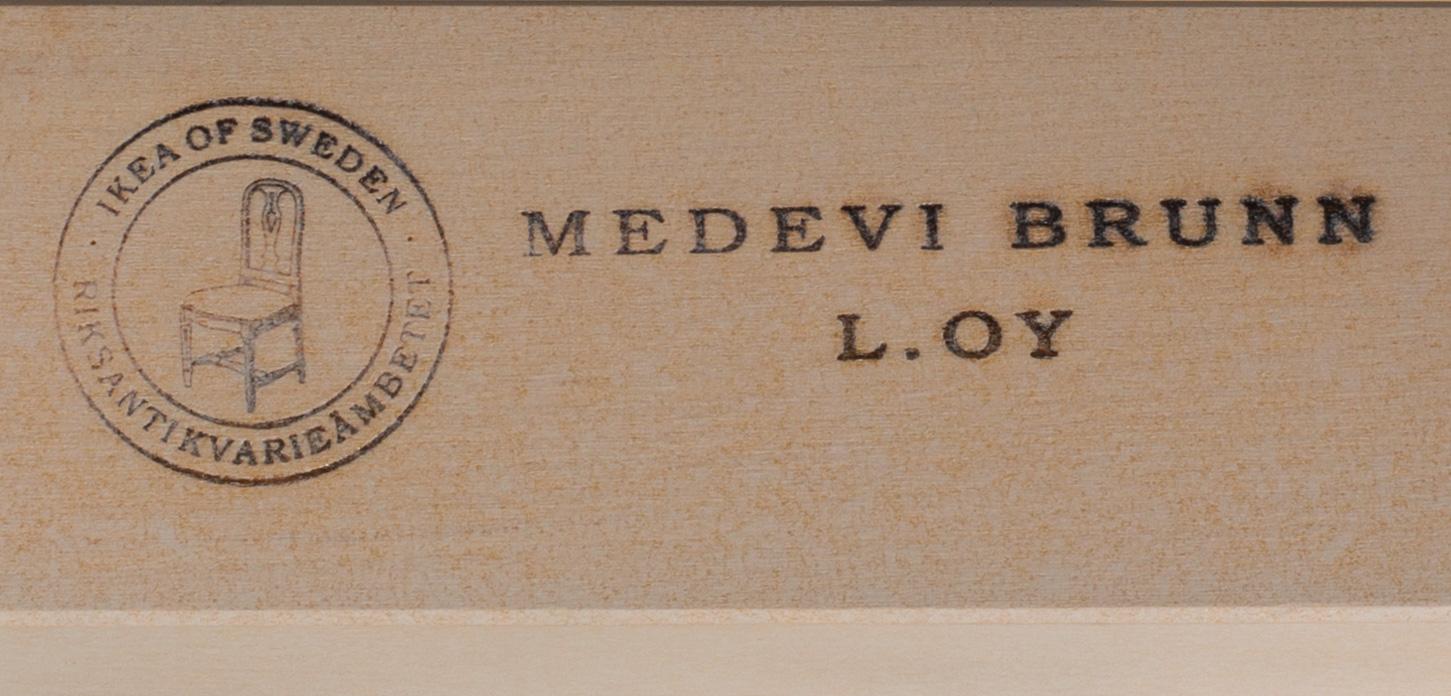 IKEA OF SWEDEN
RIKSANTIKVARIEÄMBETET
MEDEVI BRUNN
L.OY